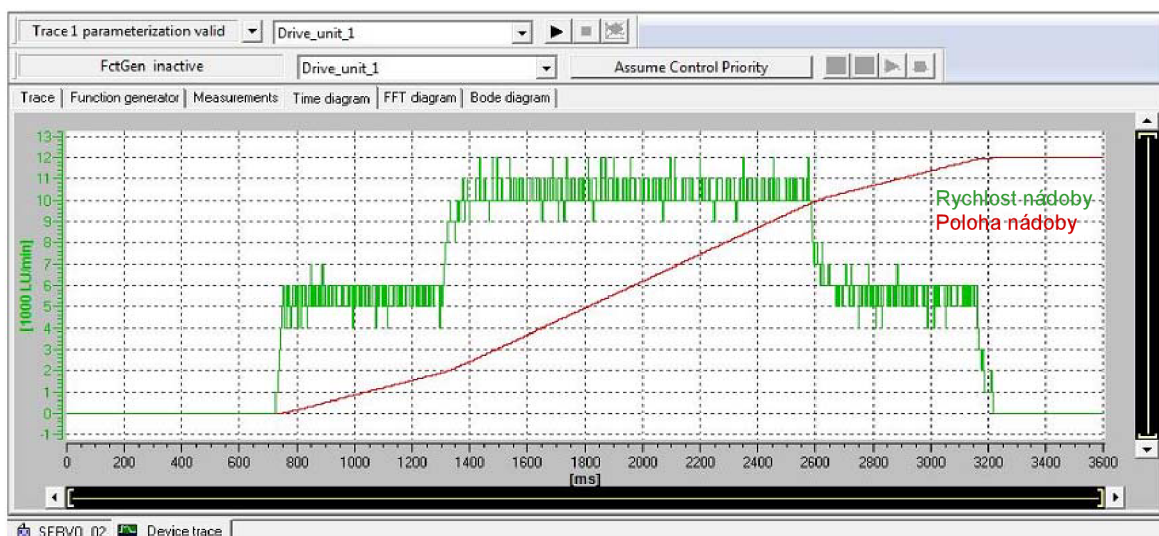 Trace 1 parameterization valid Drive_unit_1
FctGen inactive Drive_unit_1 Assume Control Priority
Trace Function generator Measurements Time diagram FFT diagram Bode diagram
13
12
11
10
9
8
7
6
5
4
3
2
1
0
-1
[1000 LU/min]
Rychlost nádoby
Poloha nádoby
0 200 400 600 800 1000 1200 1400 1600 1800 2000 2200 2400 2600 2800 3000 3200 3400 3600
[ms]
SERVO_02 Device trace